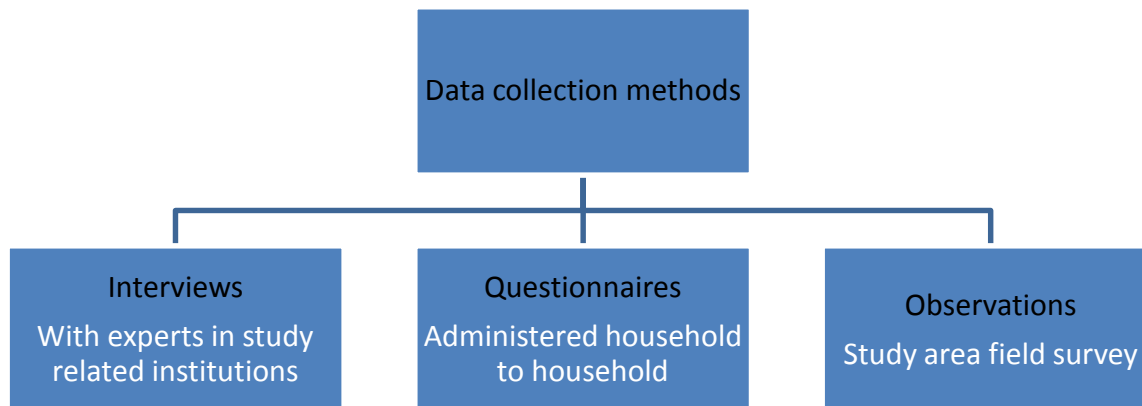 Data collection methods
Interviews
With experts in study
related institutions
Questionnaires
Administered household
to household
Observations
Study area field survey